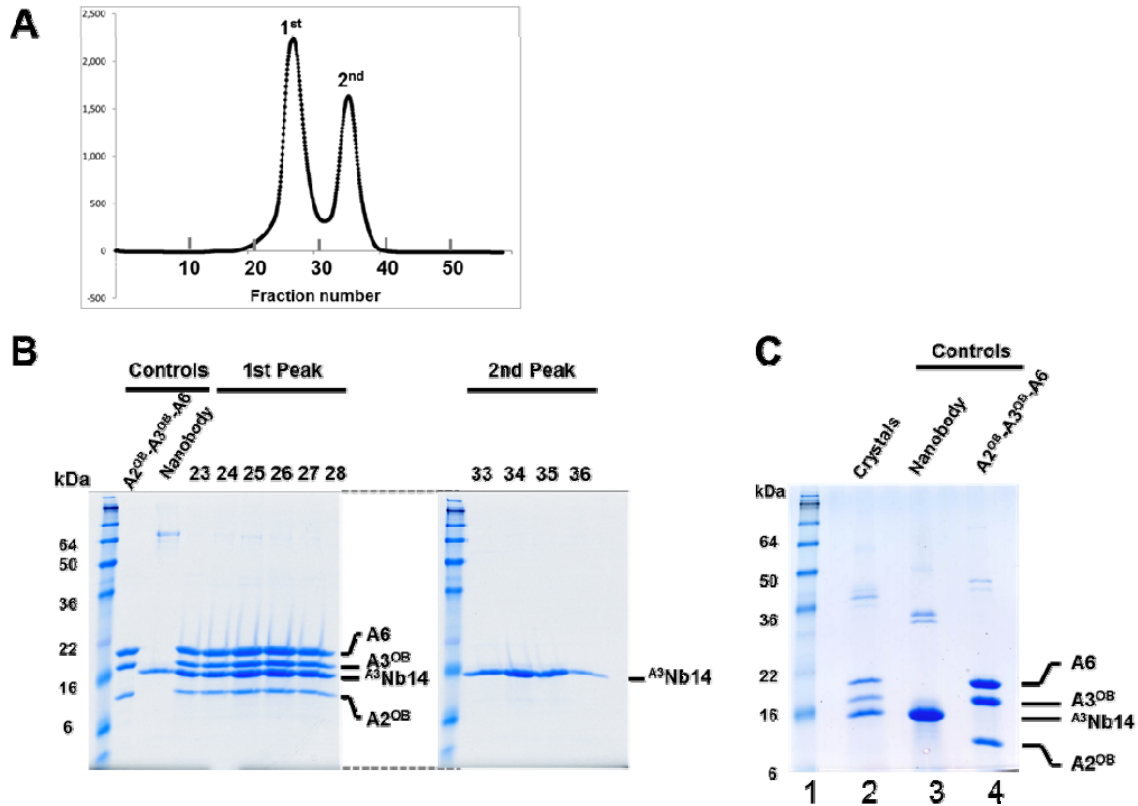 A
2,500
2,000
1,500
1,000
500
0
-500
1st
2nd
10 20 30 40 50
Fraction number
B
Controls 1st Peak 2nd Peak
A2OB-A3OB-A6
Nanobody
kDa 23 24 25 26 27 28 33 34 35 36
64
50
36
22
16
6
A6
A3OB
A3Nb14
A2OB
A3Nb14
C
Controls
Crystals
Nanobody
A2OB-A3OB-A6
kDa
64
50
36
22
16
6
A6
A3OB
A3Nb14
A2OB
1 2 3 4